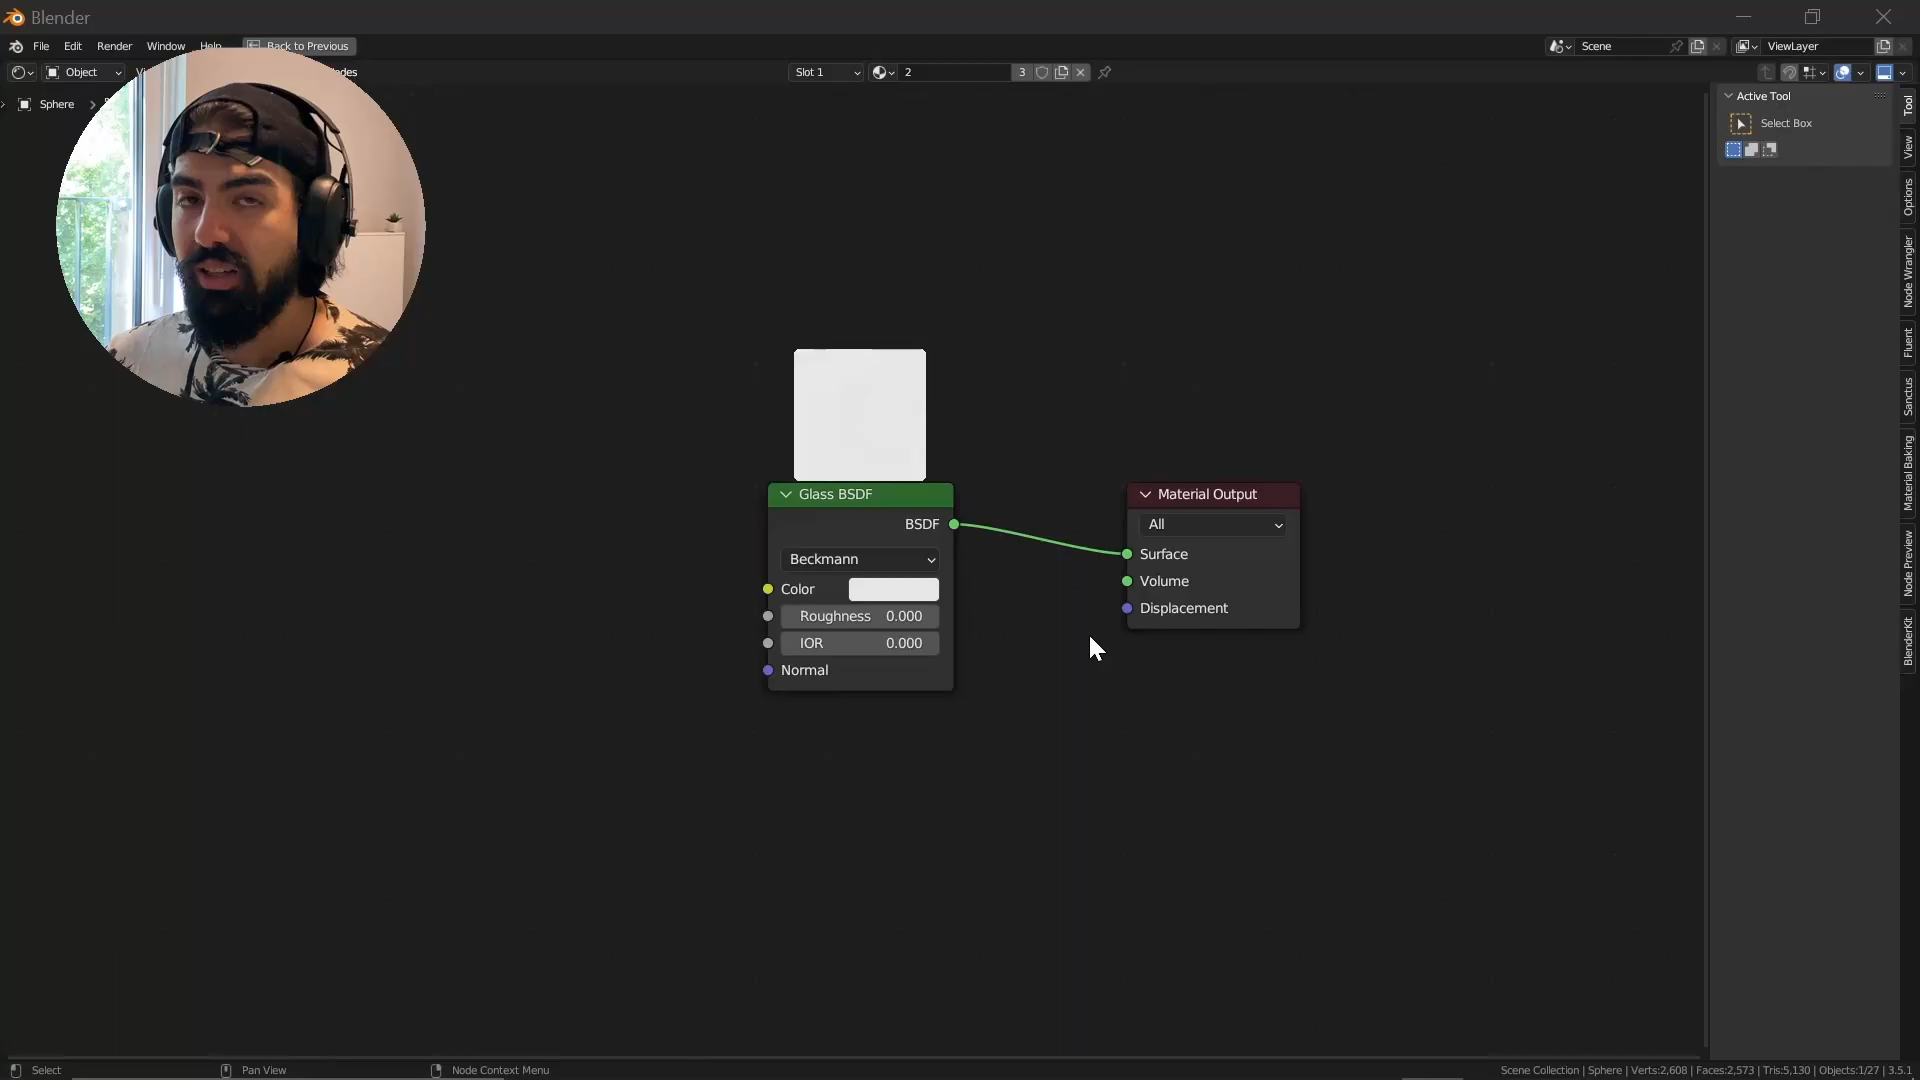 Blender
File Edit Render Window Help Back to Previous Scene ViewLayer
Object Slot 1 2 3
Sphere
Active Tool
Select Box
Tool
View
Options
Node Wrangler
Fluent
Sanctus
Material Baking
Node Preview
BlenderKit
Glass BSDF
BSDF
Beckmann
Color
Roughness 0.000
IOR 0.000
Normal
Material Output
All
Surface
Volume
Displacement
Select Pan View Node Context Menu Scene Collection | Sphere | Verts:2,608 | Faces:2,573 | Tris:5,130 | Objects:1/27 | 3.5.1